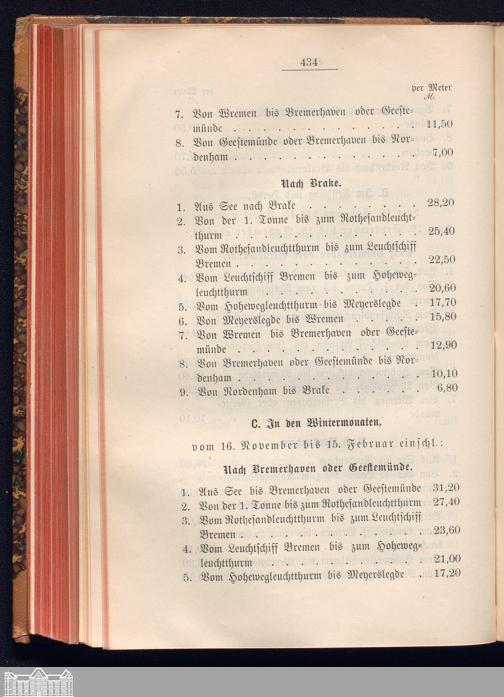 434
per Meter
M.
7. Von Wremen bis Bremerhaven oder Geeste-
münde . . . . . . . . . . . . . 11,50
8. Von Geestemünde oder Bremerhaven bis Nor-
denham . . . . . . . . . . . . . 7,00
Nach Brake.
1. Aus See nach Brake . . . . . . . . 28,20
2. Von der 1. Tonne bis zum Rothesandleucht-
thurm . . . . . . . . . . . . . 25,40
3. Vom Rothesandleuchtthurm bis zum Leuchtschiff
Bremen . . . . . . . . . . . . . 22,50
4. Vom Leuchtschiff Bremen bis zum Hoheweg-
leuchtthurm . . . . . . . . . . . 20,60
5. Vom Hohewegleuchtthurm bis Meyerslegde . 17,70
6. Von Meyerslegde bis Wremen . . . . . 15,80
7. Von Wremen bis Bremerhaven oder Geeste-
münde . . . . . . . . . . . . . 12,90
8. Von Bremerhaven oder Geestemünde bis Nor-
denham . . . . . . . . . . . . . 10,10
9. Von Nordenham bis Brake . . . . . . 6,80
C. In den Wintermonaten,
vom 16. November bis 15. Februar einschl.:
Nach Bremerhaven oder Geestemünde.
1. Aus See bis Bremerhaven oder Geestemünde 31,20
2. Von der 1. Tonne bis zum Rothesandleuchtthurm 27,40
3. Vom Rothesandleuchtthurm bis zum Leuchtschiff
Bremen . . . . . . . . . . . . . 23,60
4. Vom Leuchtschiff Bremen bis zum Hoheweg-
leuchtthurm . . . . . . . . . . . 21,00
5. Vom Hohewegleuchtthurm bis Meyerslegde . 17,20